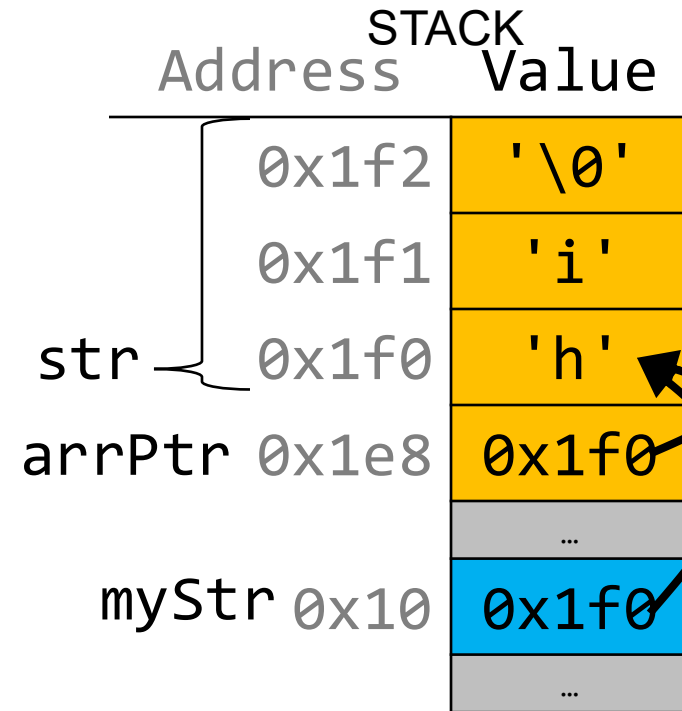 STACK
Address Value
0x1f2 '\0'
0x1f1 'i'
str 0x1f0 'h'
arrPtr 0x1e8 0x1f0
…
myStr 0x10 0x1f0
…